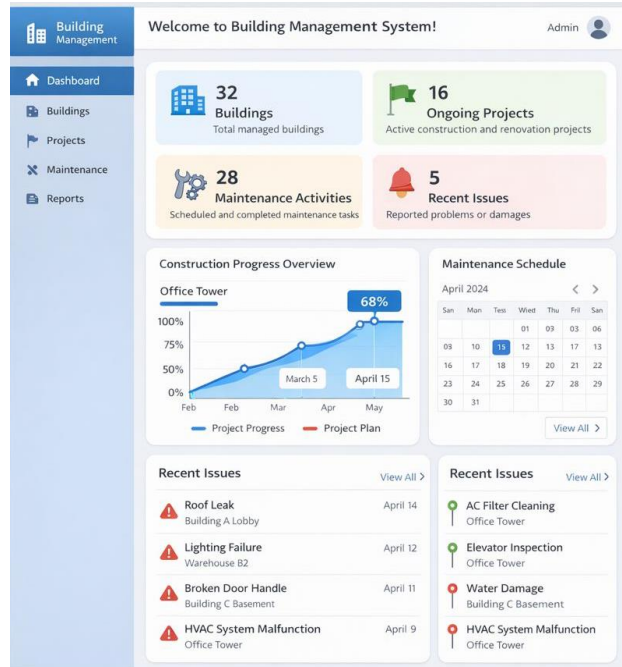 Building
Management
Welcome to Building Management System!
Admin
Dashboard
Buildings
Projects
Maintenance
Reports
32
Buildings
Total managed buildings
16
Ongoing Projects
Active construction and renovation projects
28
Maintenance Activities
Scheduled and completed maintenance tasks
5
Recent Issues
Reported problems or damages
Construction Progress Overview
Office Tower
68%
100%
75%
50%
0%
March 5
April 15
Feb Feb Mar Apr May
Project Progress Project Plan
Maintenance Schedule
April 2024
San Mon Tess Wied Thu Fril San
01 09 03 06
09 10 15 12 13 17 13
16 17 18 19 20 21 22
23 24 25 26 27 28 29
30 31
View All >
Recent Issues
View All >
Roof Leak April 14
Building A Lobby
Lighting Failure April 12
Warehouse B2
Broken Door Handle April 11
Building C Basement
HVAC System Malfunction April 9
Office Tower
Recent Issues
View All >
AC Filter Cleaning
Office Tower
Elevator Inspection
Office Tower
Water Damage
Building C Basement
HVAC System Malfunction
Office Tower